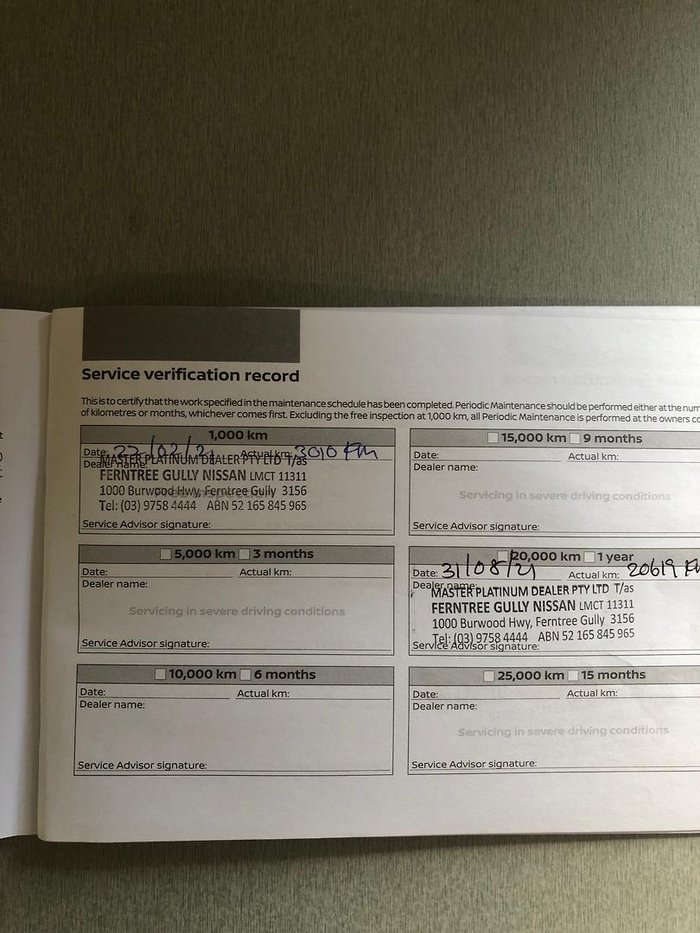 Service verification record
This is to certify that the work specified in the maintenance schedule has been completed. Periodic Maintenance should be performed either at the num
of kilometres or months, whichever comes first. Excluding the free inspection at 1,000 km, all Periodic Maintenance is performed at the owners co
1,000 km
Date: 27/02/21 Actual km: 3010 km
Dealer name:
MASTER PLATINUM DEALER PTY LTD T/as
FERNTREE GULLY NISSAN LMCT 11311
1000 Burwood Hwy, Ferntree Gully 3156
Tel: (03) 9758 4444 ABN 52 165 845 965
Service Advisor signature:
5,000 km 3 months
Date: Actual km:
Dealer name:
Servicing in severe driving conditions
Service Advisor signature:
10,000 km 6 months
Date: Actual km:
Dealer name:
Service Advisor signature:
15,000 km 9 months
Date: Actual km:
Dealer name:
Servicing in severe driving conditions
Service Advisor signature:
20,000 km 1 year
Date: 31/08/21 Actual km: 20619 KM
Dealer name:
MASTER PLATINUM DEALER PTY LTD T/as
FERNTREE GULLY NISSAN LMCT 11311
1000 Burwood Hwy, Ferntree Gully 3156
Tel: (03) 9758 4444 ABN 52 165 845 965
Service Advisor signature:
25,000 km 15 months
Date: Actual km:
Dealer name:
Servicing in severe driving conditions
Service Advisor signature: